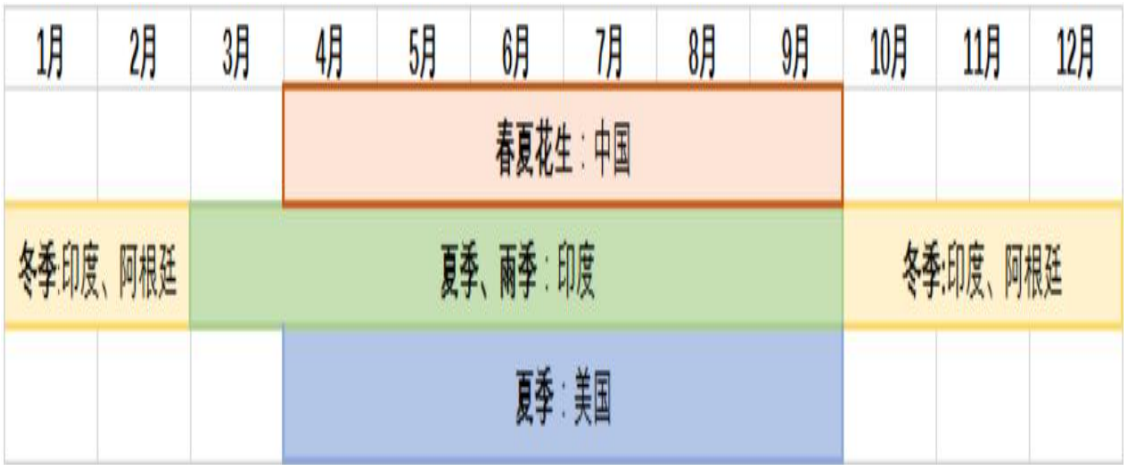 1月 2月 3月 4月 5月 6月 7月 8月 9月 10月 11月 12月
春夏花生：中国
冬季:印度、阿根廷 夏季、雨季：印度 冬季:印度、阿根廷
夏季：美国